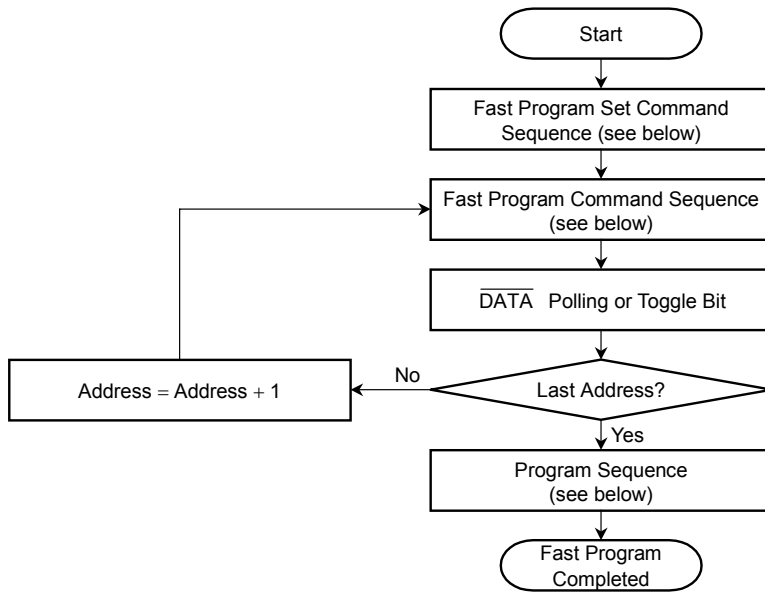 Start
Fast Program Set Command
Sequence (see below)
Fast Program Command Sequence
(see below)
DATA Polling or Toggle Bit
Address = Address + 1
No
Last Address?
Yes
Program Sequence
(see below)
Fast Program
Completed